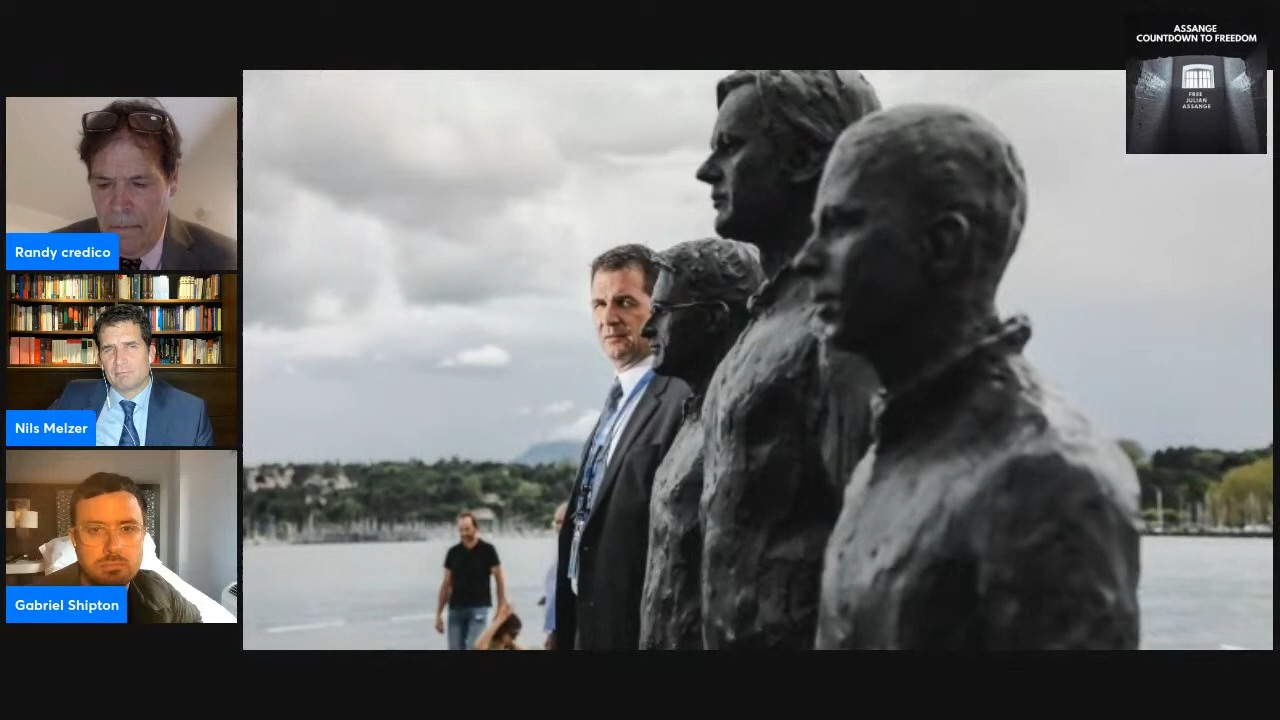 ASSANGE
COUNTDOWN TO FREEDOM
FREE
JULIAN
ASSANGE
Randy credico
Nils Melzer
Gabriel Shipton